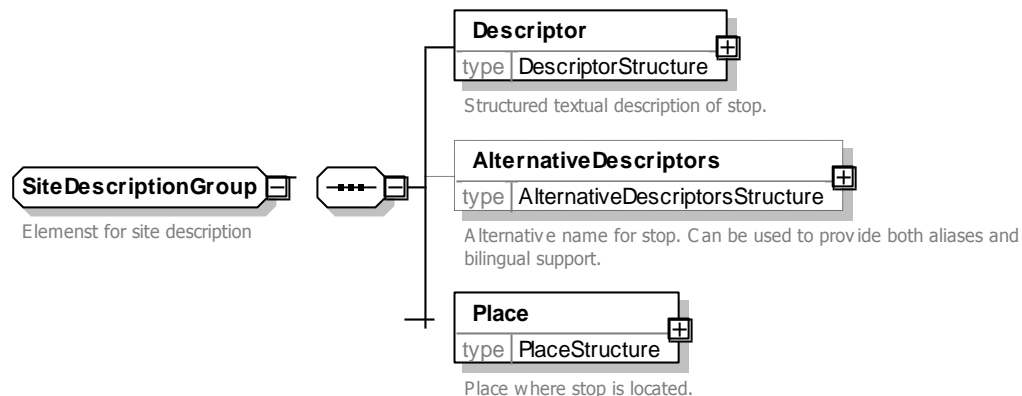 Descriptor
type DescriptorStructure
Structured textual description of stop.
AlternativeDescriptors
type AlternativeDescriptorsStructure
Alternative name for stop. Can be used to provide both aliases and
bilingual support.
SiteDescriptionGroup
Elemenst for site description
Place
type PlaceStructure
Place where stop is located.